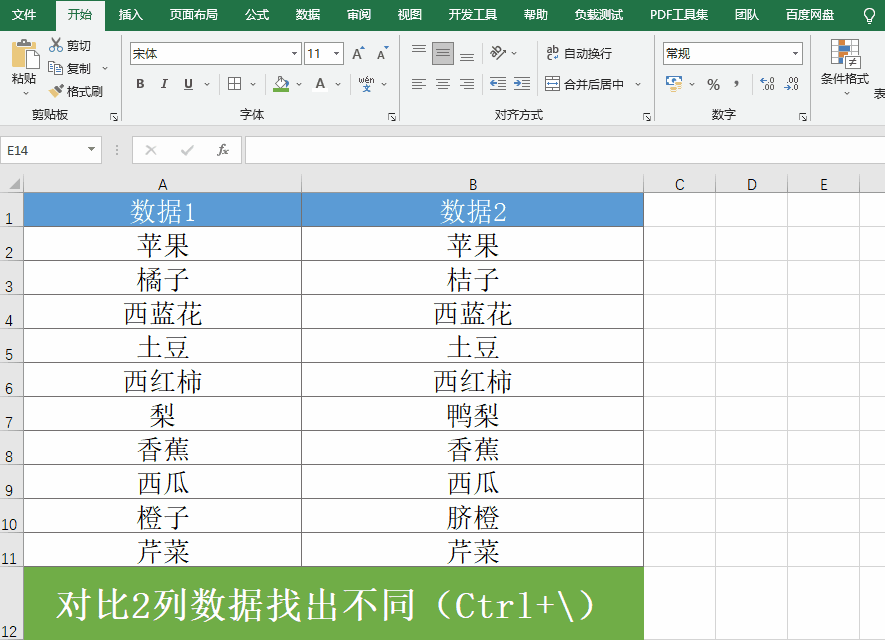 文件 开始 插入 页面布局 公式 数据 审阅 视图 开发工具 帮助 负载测试 PDF工具集 团队 百度网盘
剪切
复制
格式刷
粘贴
宋体 11 A A
B I U A wén 文
ab c 自动换行
合并后居中
常规
% , .00 .0
条件格式
表
剪贴板 字体 对齐方式 数字
E14 fx
A B C D E
1 数据1 数据2
2 苹果 苹果
3 橘子 桔子
4 西蓝花 西蓝花
5 土豆 土豆
6 西红柿 西红柿
7 梨 鸭梨
8 香蕉 香蕉
9 西瓜 西瓜
10 橙子 脐橙
11 芹菜 芹菜
12 对比2列数据找出不同（Ctrl+\）